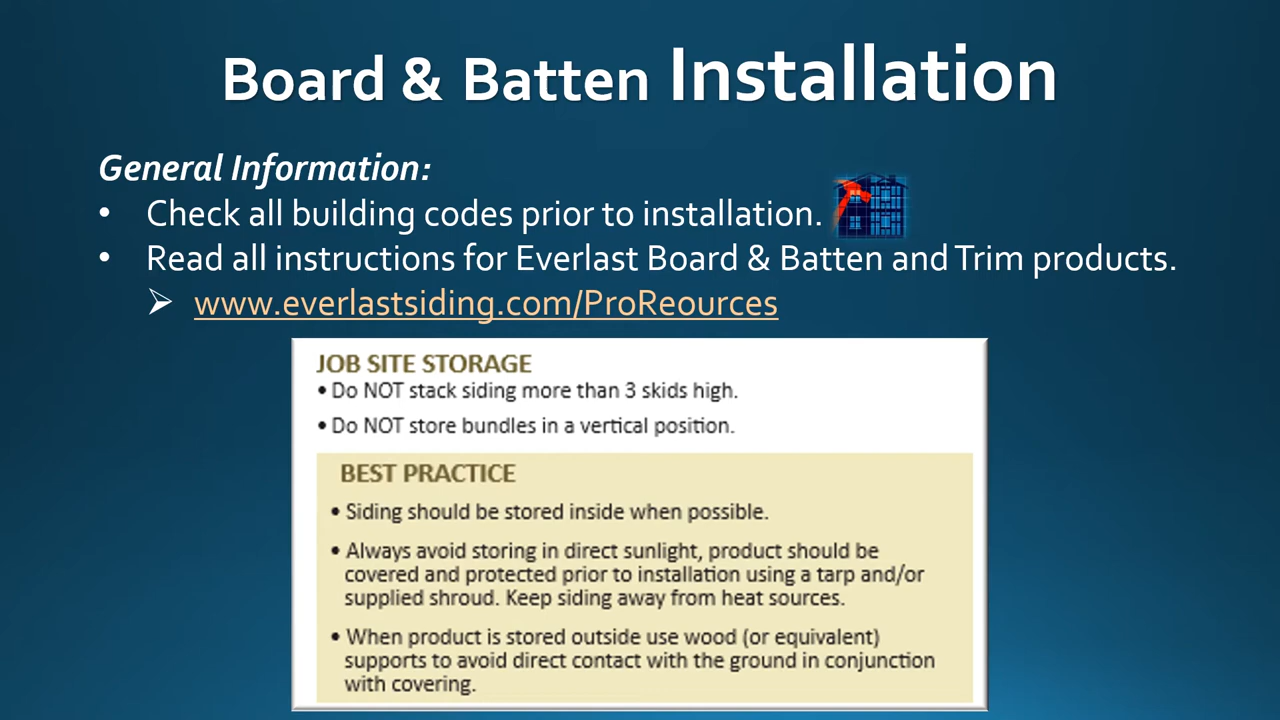 Board & Batten Installation
General Information:
• Check all building codes prior to installation.
• Read all instructions for Everlast Board & Batten and Trim products.
➢ www.everlastsiding.com/ProReources
JOB SITE STORAGE
• Do NOT stack siding more than 3 skids high.
• Do NOT store bundles in a vertical position.
BEST PRACTICE
• Siding should be stored inside when possible.
• Always avoid storing in direct sunlight, product should be
covered and protected prior to installation using a tarp and/or
supplied shroud. Keep siding away from heat sources.
• When product is stored outside use wood (or equivalent)
supports to avoid direct contact with the ground in conjunction
with covering.